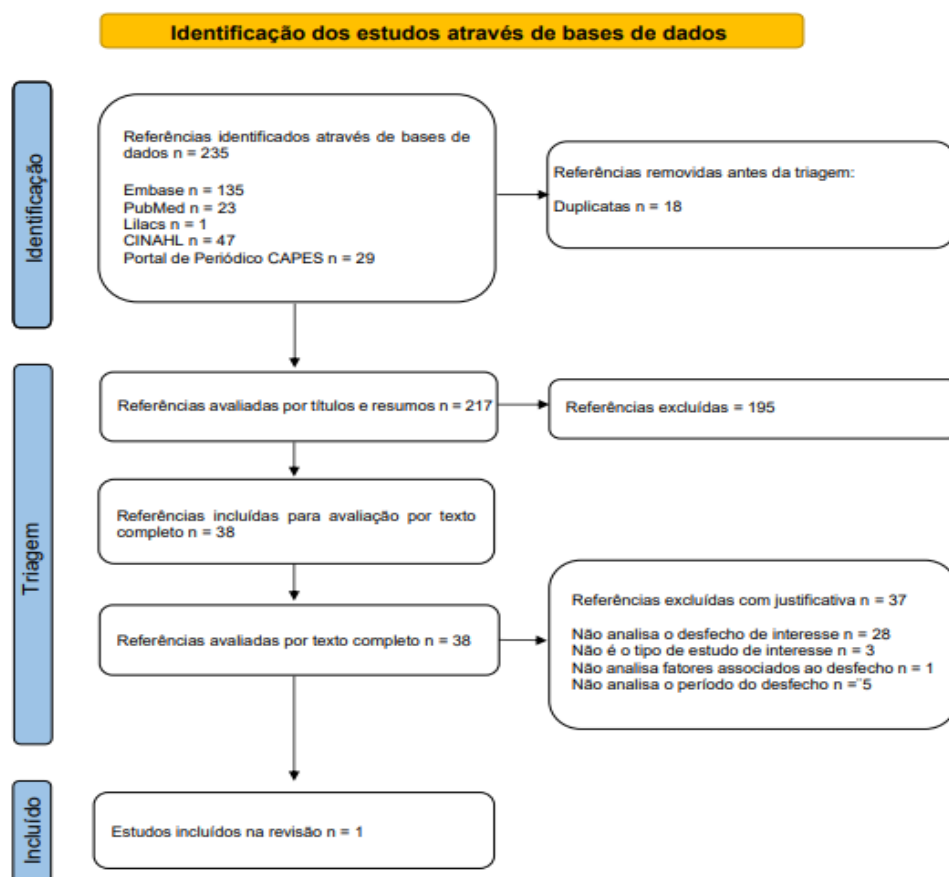 Identificação dos estudos através de bases de dados
Identificação
Referências identificados através de bases de
dados n = 235
Embase n = 135
PubMed n = 23
Lilacs n = 1
CINAHL n = 47
Portal de Periódico CAPES n = 29
Referências removidas antes da triagem:
Duplicatas n = 18
Triagem
Referências avaliadas por títulos e resumos n = 217
Referências excluídas = 195
Referências incluídas para avaliação por texto
completo n = 38
Referências avaliadas por texto completo n = 38
Referências excluídas com justificativa n = 37
Não analisa o desfecho de interesse n = 28
Não é o tipo de estudo de interesse n = 3
Não analisa fatores associados ao desfecho n = 1
Não analisa o período do desfecho n =¨5
Incluído
Estudos incluídos na revisão n = 1